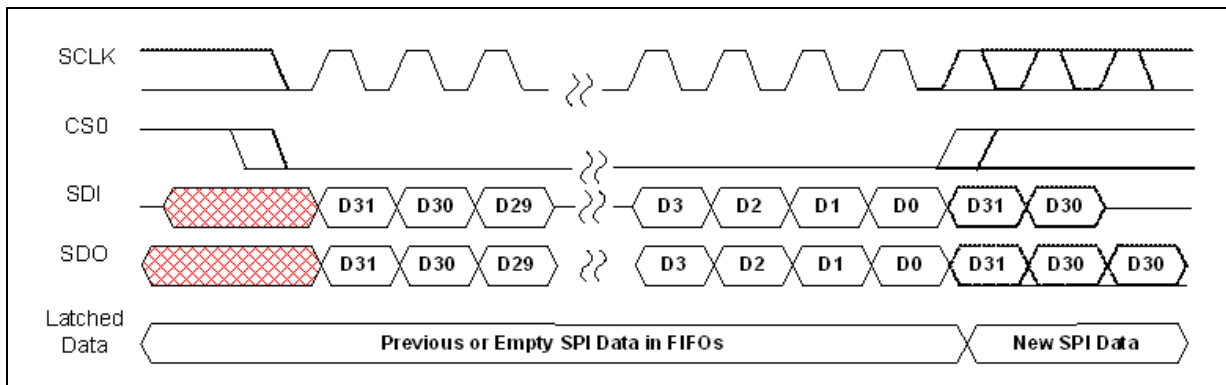 SCLK
CS0
SDI D31 D30 D29 D3 D2 D1 D0 D31 D30
SDO D31 D30 D29 D3 D2 D1 D0 D31 D30 D30
Latched
Data
Previous or Empty SPI Data in FIFOs New SPI Data